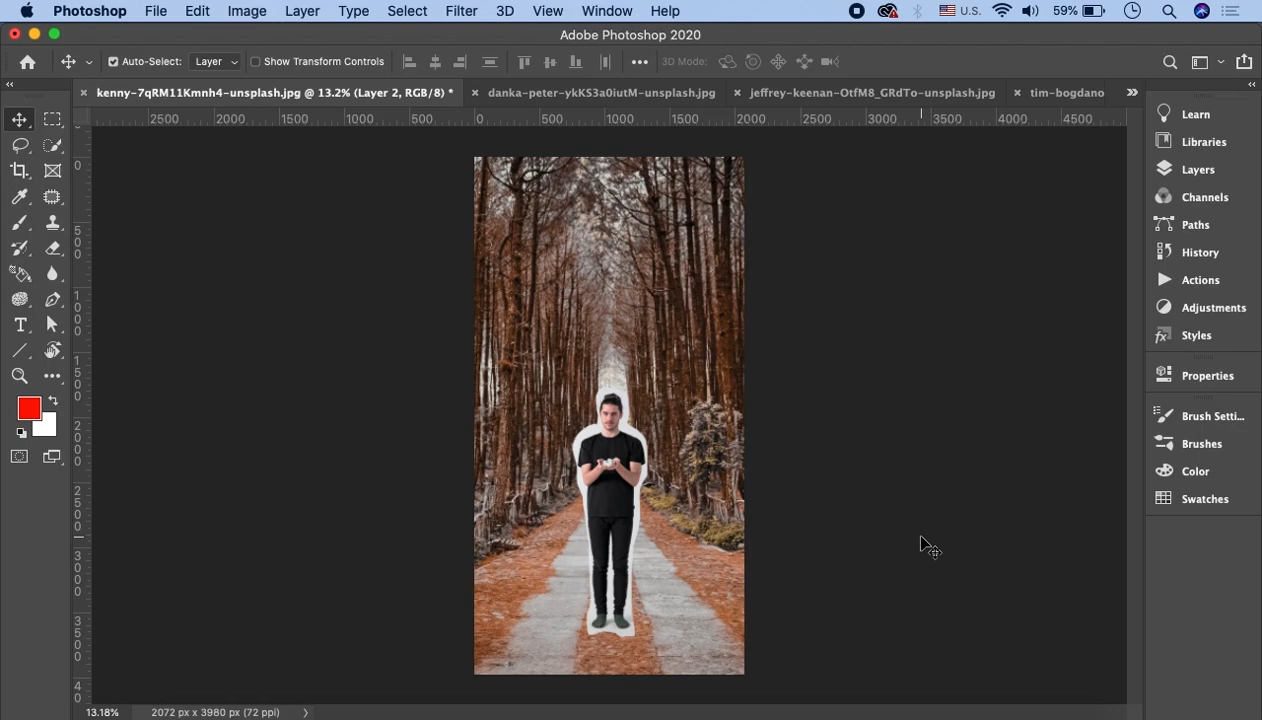 Photoshop File Edit Image Layer Type Select Filter 3D View Window Help U.S. 59%
Adobe Photoshop 2020
Auto-Select: Layer Show Transform Controls 3D Mode:
kenny-7qRM11Kmnh4-unsplash.jpg @ 13.2% (Layer 2, RGB/8) * danka-peter-ykKS3a0iutM-unsplash.jpg jeffrey-keenan-OtfM8_GRdTo-unsplash.jpg tim-bogdano
2500 2000 1500 1000 500 0 500 1000 1500 2000 2500 3000 3500 4000 4500
Learn
Libraries
Layers
Channels
Paths
History
Actions
Adjustments
Styles
Properties
Brush Setti...
Brushes
Color
Swatches
0
500
1000
1500
2000
2500
3000
3500
40
13.18% 2072 px x 3980 px (72 ppi)